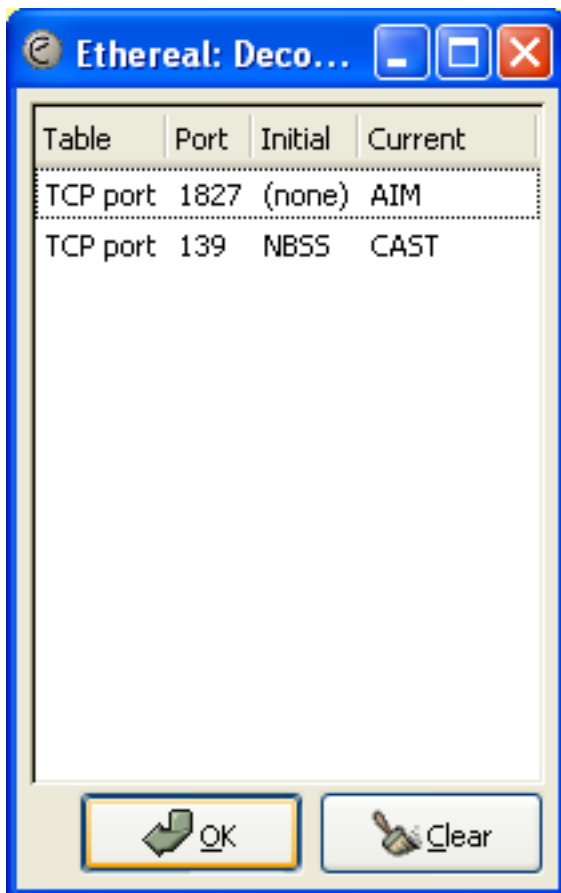 Ethereal: Deco...
Table Port Initial Current
TCP port 1827 (none) AIM
TCP port 139 NBSS CAST
OK Clear